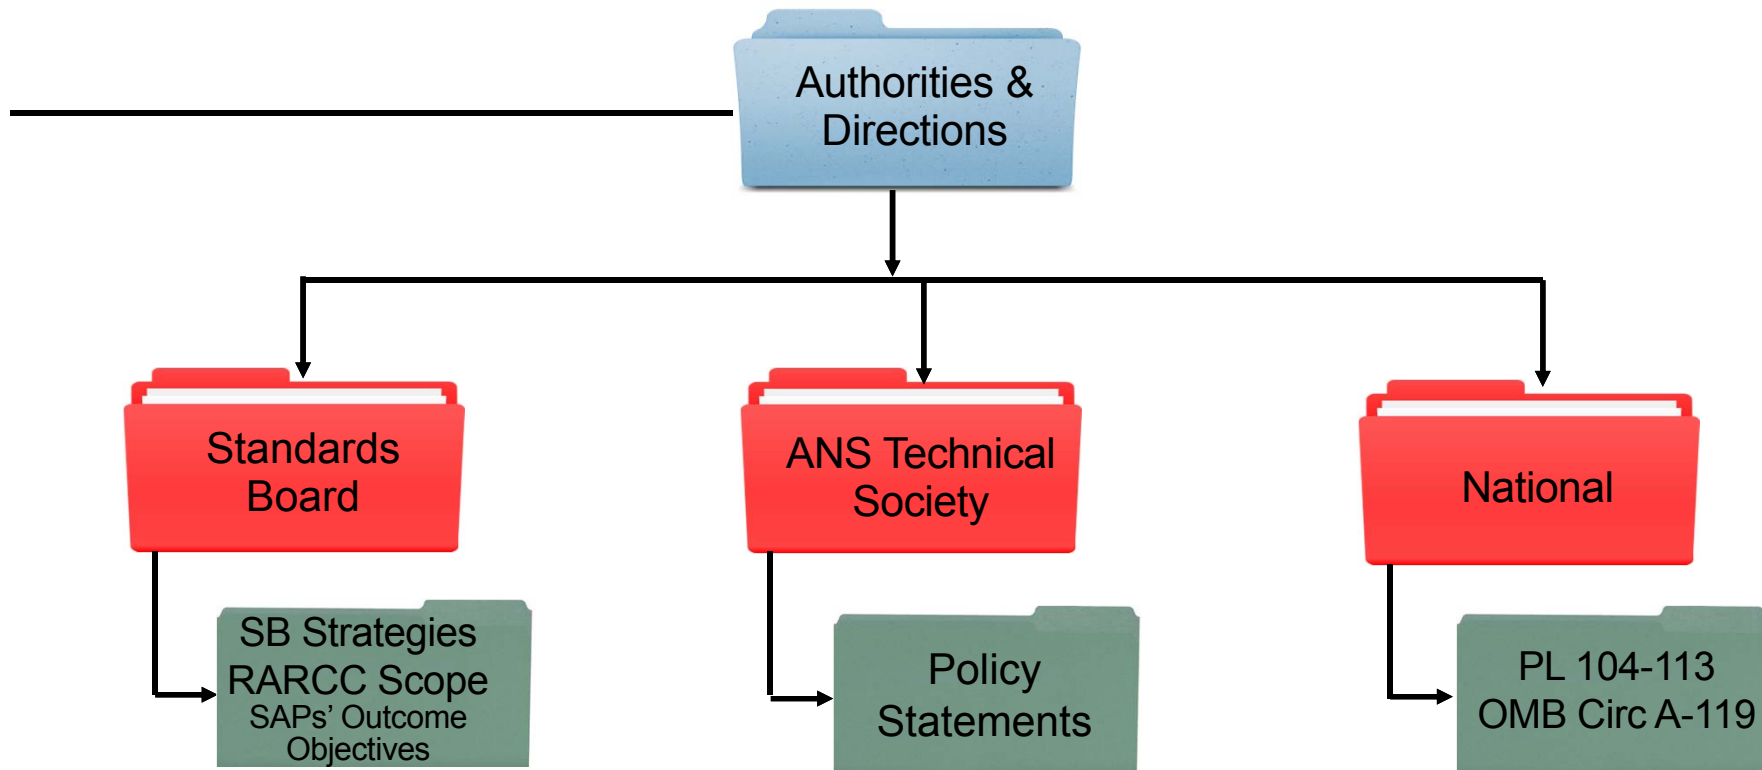 Authorities &
Directions
Standards
Board
ANS Technical
Society
National
SB Strategies
RARCC Scope
SAPs’ Outcome
Objectives
Policy
Statements
PL 104-113
OMB Circ A-119